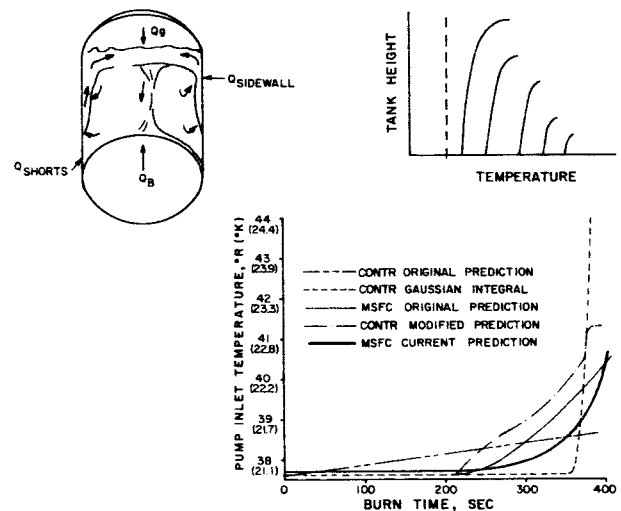 Qg
QSIDEWALL
QSHORTS
QB
TANK HEIGHT
TEMPERATURE
PUMP INLET TEMPERATURE, °R (°K)
44
(24.4)
43
(23.9)
42
(23.3)
41
(22.8)
40
(22.2)
39
(21.7)
38
(21.1)
CONTR ORIGINAL PREDICTION
CONTR GAUSSIAN INTEGRAL
MSFC ORIGINAL PREDICTION
CONTR MODIFIED PREDICTION
MSFC CURRENT PREDICTION
0 100 200 300 400
BURN TIME, SEC